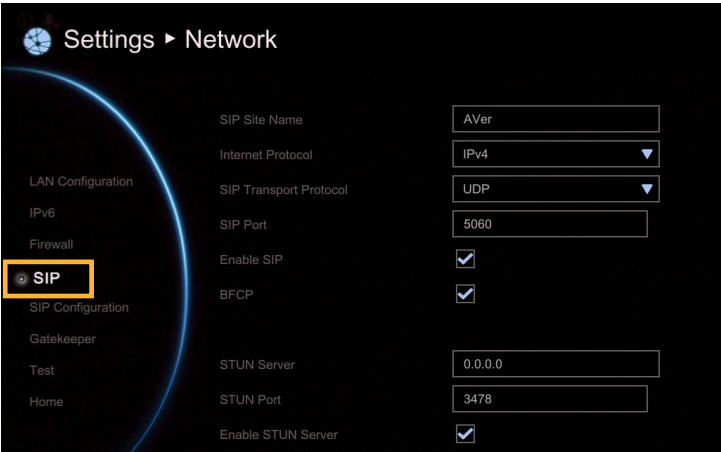 Settings ▸ Network
SIP Site Name AVer
Internet Protocol IPv4
LAN Configuration
SIP Transport Protocol UDP
IPv6
SIP Port 5060
Firewall
Enable SIP
SIP
BFCP
SIP Configuration
Gatekeeper
STUN Server 0.0.0.0
Test
STUN Port 3478
Home
Enable STUN Server